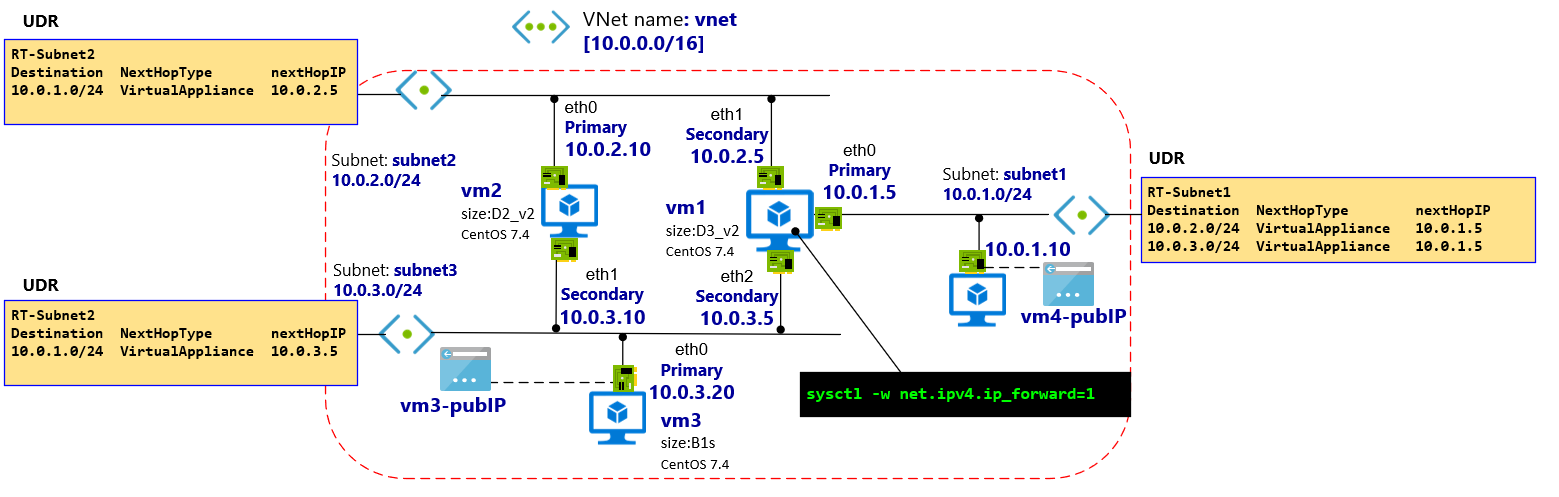 UDR
VNet name: vnet
[10.0.0.0/16]
RT-Subnet2
Destination NextHopType nextHopIP
10.0.1.0/24 VirtualAppliance 10.0.2.5
eth0
Primary
10.0.2.10
eth1
Secondary
10.0.2.5
Subnet: subnet2
10.0.2.0/24
eth0
Primary
10.0.1.5
Subnet: subnet1
10.0.1.0/24
UDR
RT-Subnet1
Destination NextHopType nextHopIP
10.0.2.0/24 VirtualAppliance 10.0.1.5
10.0.3.0/24 VirtualAppliance 10.0.1.5
vm2
size:D2_v2
CentOS 7.4
vm1
size:D3_v2
CentOS 7.4
10.0.1.10
vm4-pubIP
Subnet: subnet3
10.0.3.0/24
eth1
Secondary
10.0.3.10
eth2
Secondary
10.0.3.5
UDR
RT-Subnet2
Destination NextHopType nextHopIP
10.0.1.0/24 VirtualAppliance 10.0.3.5
eth0
Primary
10.0.3.20
vm3-pubIP
vm3
size:B1s
CentOS 7.4
sysctl -w net.ipv4.ip_forward=1